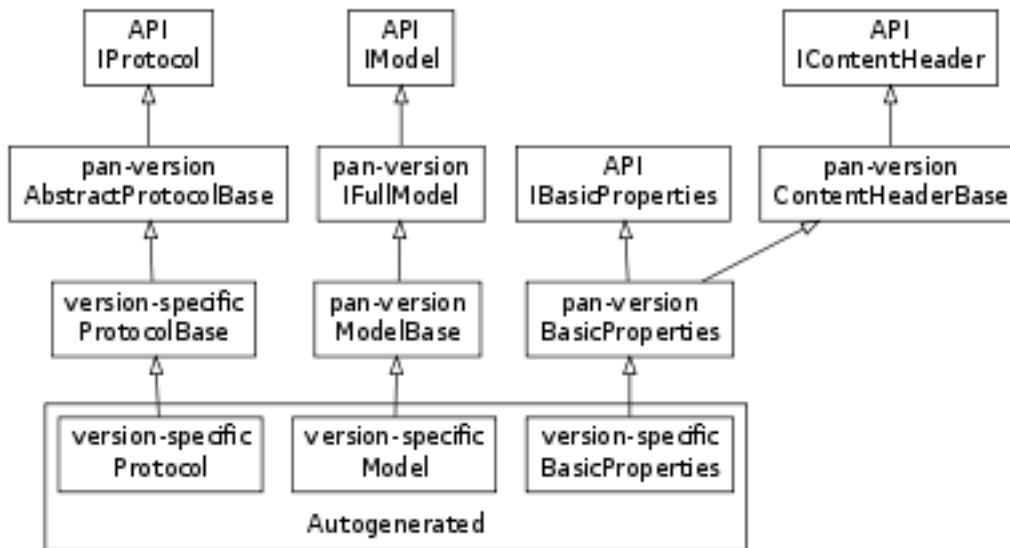 API
IProtocol
API
IModel
API
IContentHeader
pan-version
AbstractProtocolBase
pan-version
IFullModel
API
IBasicProperties
pan-version
ContentHeaderBase
version-specific
ProtocolBase
pan-version
ModelBase
pan-version
BasicProperties
version-specific
Protocol
version-specific
Model
version-specific
BasicProperties
Autogenerated